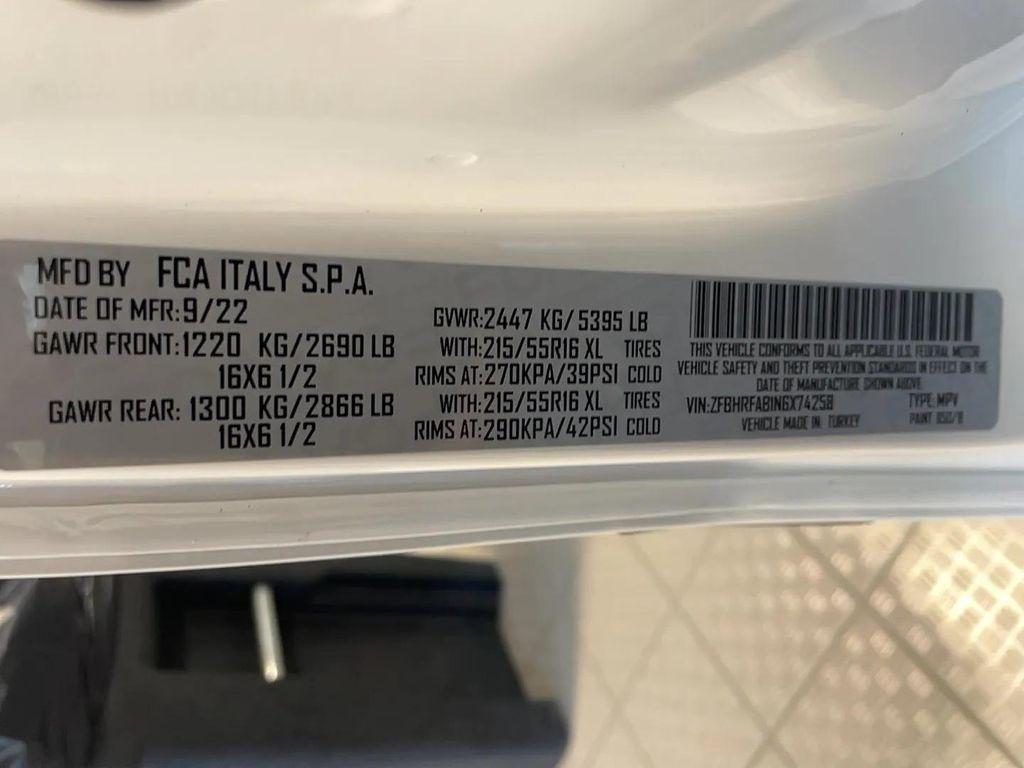 MFD BY FCA ITALY S.P.A.
DATE OF MFR:9/22
GAWR FRONT:1220 KG/2690 LB
16X6 1/2
GAWR REAR: 1300 KG/2866 LB
16X6 1/2
GVWR:2447 KG/5395 LB
WITH:215/55R16 XL TIRES
RIMS AT:270KPA/39PSI COLD
WITH:215/55R16 XL TIRES
RIMS AT:290KPA/42PSI COLD
THIS VEHICLE CONFORMS TO ALL APPLICABLE U.S. FEDERAL MOTOR
VEHICLE SAFETY AND THEFT PREVENTION STANDARDS IN EFFECT ON THE
DATE OF MANUFACTURE SHOWN ABOVE.
VIN:ZFBHRFAB1N6X74258 TYPE: MPV
VEHICLE MADE IN: TURKEY PAINT